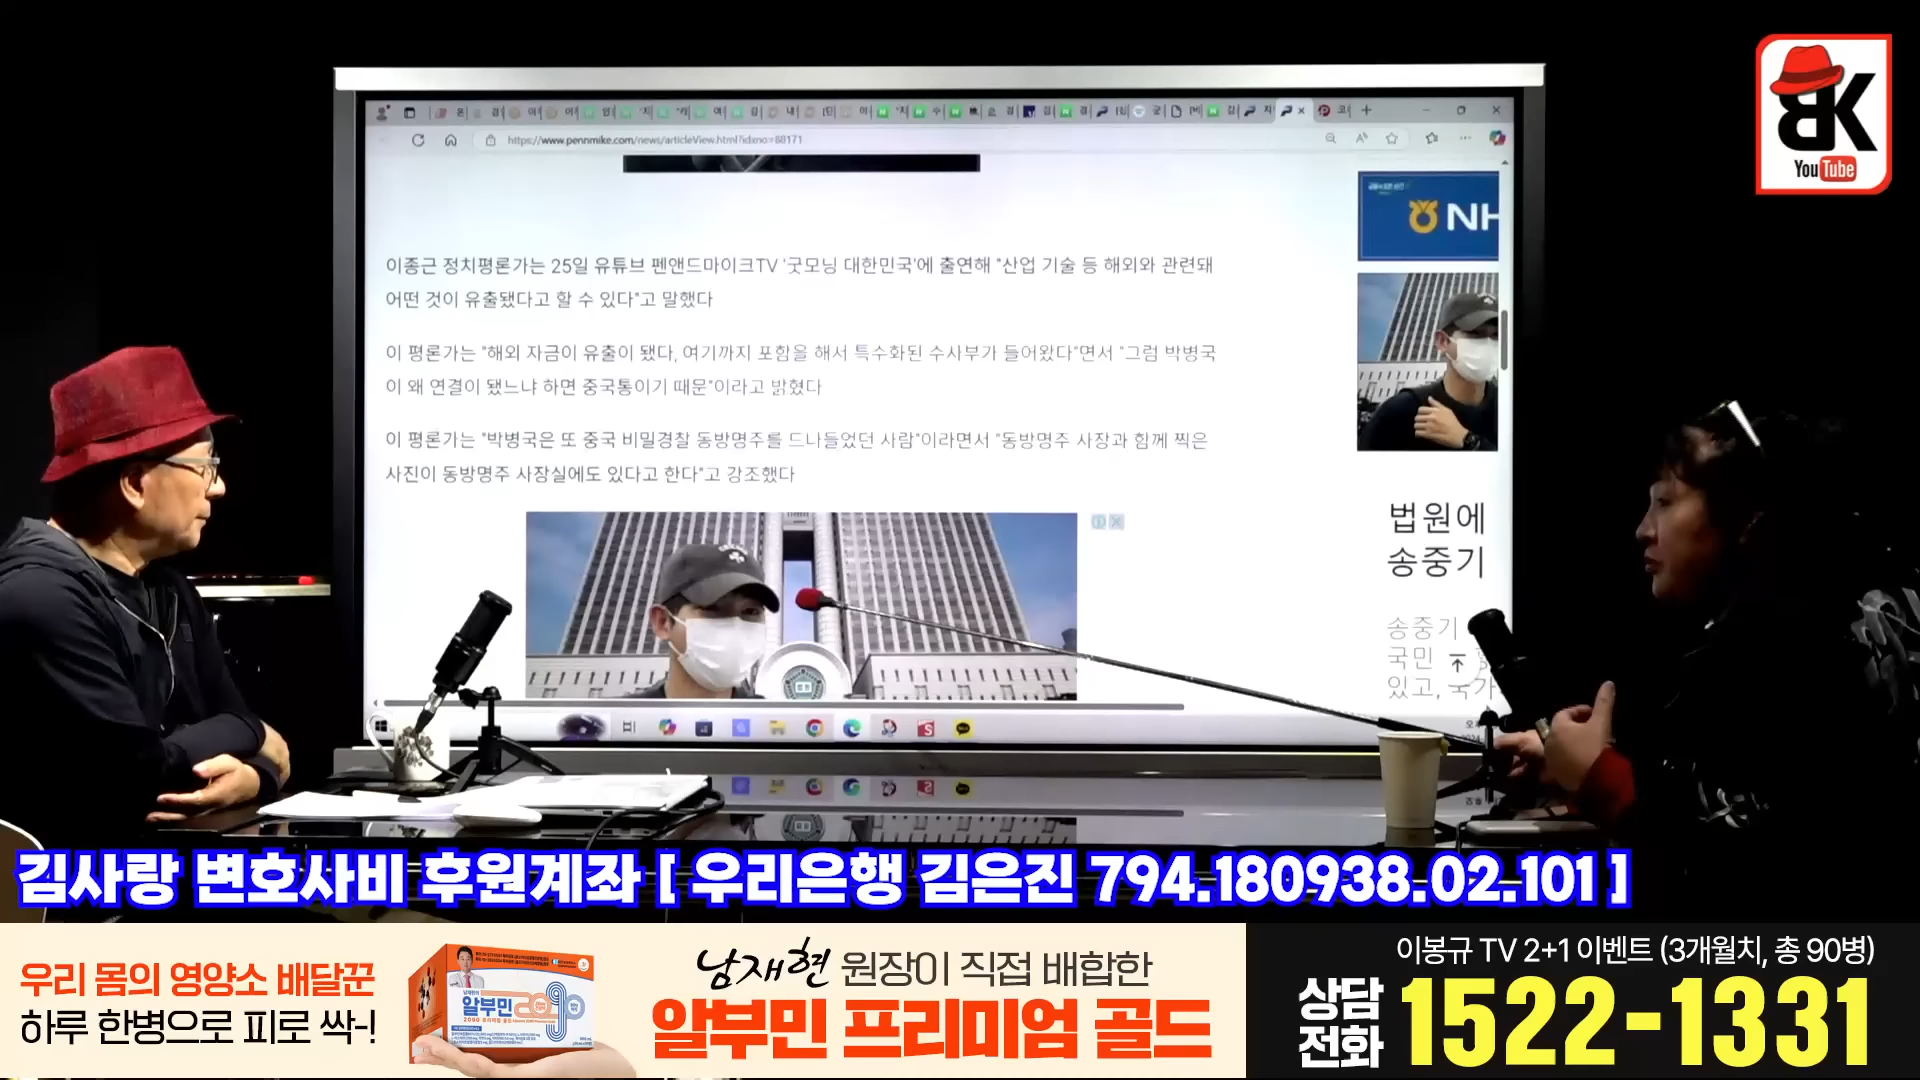 BK
YouTube
https://www.pennmike.com/news/articleView.html?idxno=88171
NH
이종근 정치평론가는 25일 유튜브 펜앤드마이크TV '굿모닝 대한민국'에 출연해 "산업 기술 등 해외와 관련돼
어떤 것이 유출됐다고 할 수 있다"고 말했다
이 평론가는 "해외 자금이 유출이 됐다, 여기까지 포함을 해서 특수화된 수사부가 들어왔다"면서 "그럼 박병국
이 왜 연결이 됐느냐 하면 중국통이기 때문"이라고 밝혔다
이 평론가는 "박병국은 또 중국 비밀경찰 동방명주를 드나들었던 사람"이라면서 "동방명주 사장과 함께 찍은
사진이 동방명주 사장실에도 있다고 한다"고 강조했다
법원에
송중기
송중기
국민
있고, 국가
김사랑 변호사비 후원계좌 [ 우리은행 김은진 794.180938.02.101 ]
우리 몸의 영양소 배달꾼
하루 한병으로 피로 싹-!
알부민
남재현 원장이 직접 배합한
알부민 프리미엄 골드
이봉규 TV 2+1 이벤트 (3개월치, 총 90병)
상담
전화
1522-1331